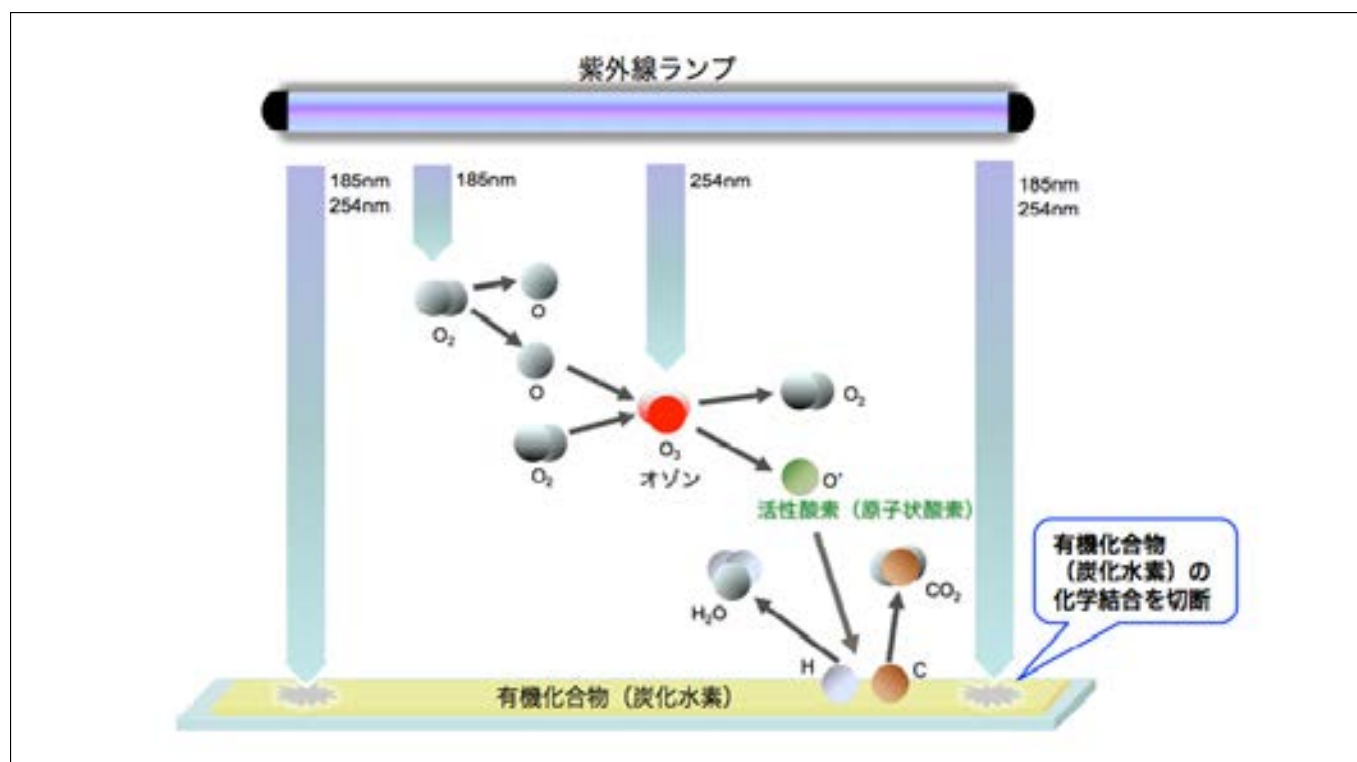 紫外線ランプ
185nm
254nm
185nm
254nm
185nm
254nm
O
O₂
O
O₂
O₂
O₃
オゾン
O*
活性酸素（原子状酸素）
有機化合物
（炭化水素）の
化学結合を切断
H₂O
CO₂
H
C
有機化合物（炭化水素）